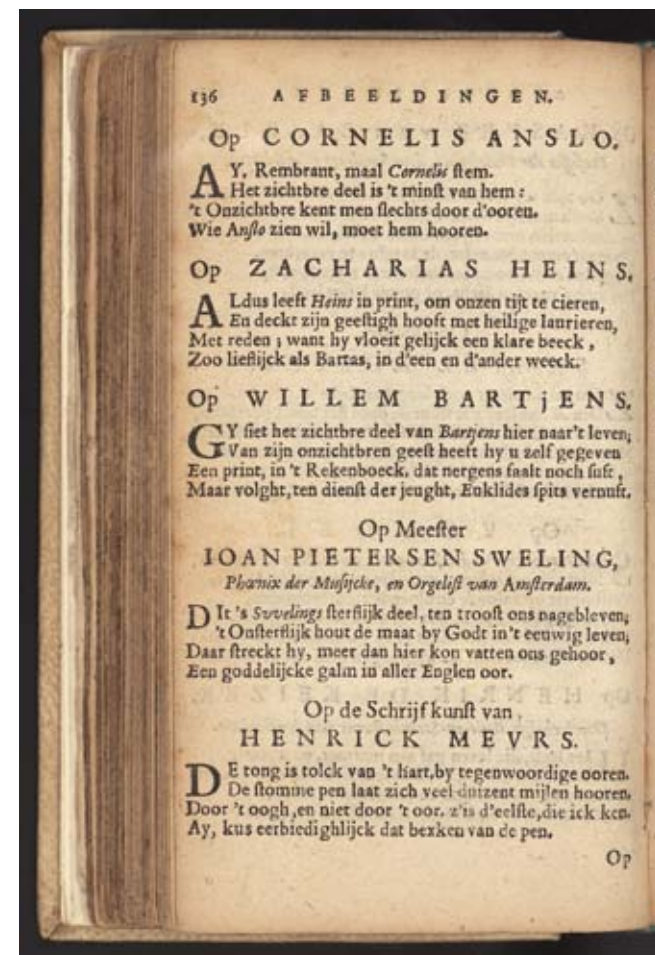 136 AFBEELDINGEN.
Op CORNELIS ANSLO.
AY, Rembrant, maal Cornelis stem.
Het zichtbre deel is 't minst van hem:
't Onzichtbre kent men slechts door d'ooren.
Wie Anslo zien wil, moet hem hooren.
Op ZACHARIAS HEINS.
ALdus leeft Heins in print, om onzen tijt te cieren,
En deckt zijn geestigh hooft met heilige laurieren,
Met reden; want hy vloeit gelijck een klare beeck,
Zoo lieflijck als Bartas, in d'een en d'ander weeck.
Op WILLEM BARTjENS.
GY siet het zichtbre deel van Bartjens hier naar't leven;
Van zijn onzichtbren geest heeft hy u zelf gegeven
Een print, in 't Rekenboeck, dat nergens faalt noch suft,
Maar volght, ten dienst der jeught, Euklides spits vernuft.
Op Meester
IOAN PIETERSEN SWELING,
Phœnix der Musijcke, en Orgelist van Amsterdam.
DIt 's Svvelings sterflijk deel, ten troost ons nagebleven;
't Onsterflijk hout de maat by Godt in't eeuwig leven;
Daar streckt hy, meer dan hier kon vatten ons gehoor,
Een goddelijcke galm in aller Englen oor.
Op de Schrijfkunst van
HENRICK MEVRS.
DE tong is tolck van 't hart, by tegenwoordige ooren.
De stomme pen laat zich veel duizent mijlen hooren,
Door 't oogh, en niet door 't oor. z'is d'eelste, die ick ken.
Ay, kus eerbiedighlijck dat bexken van de pen.
Op